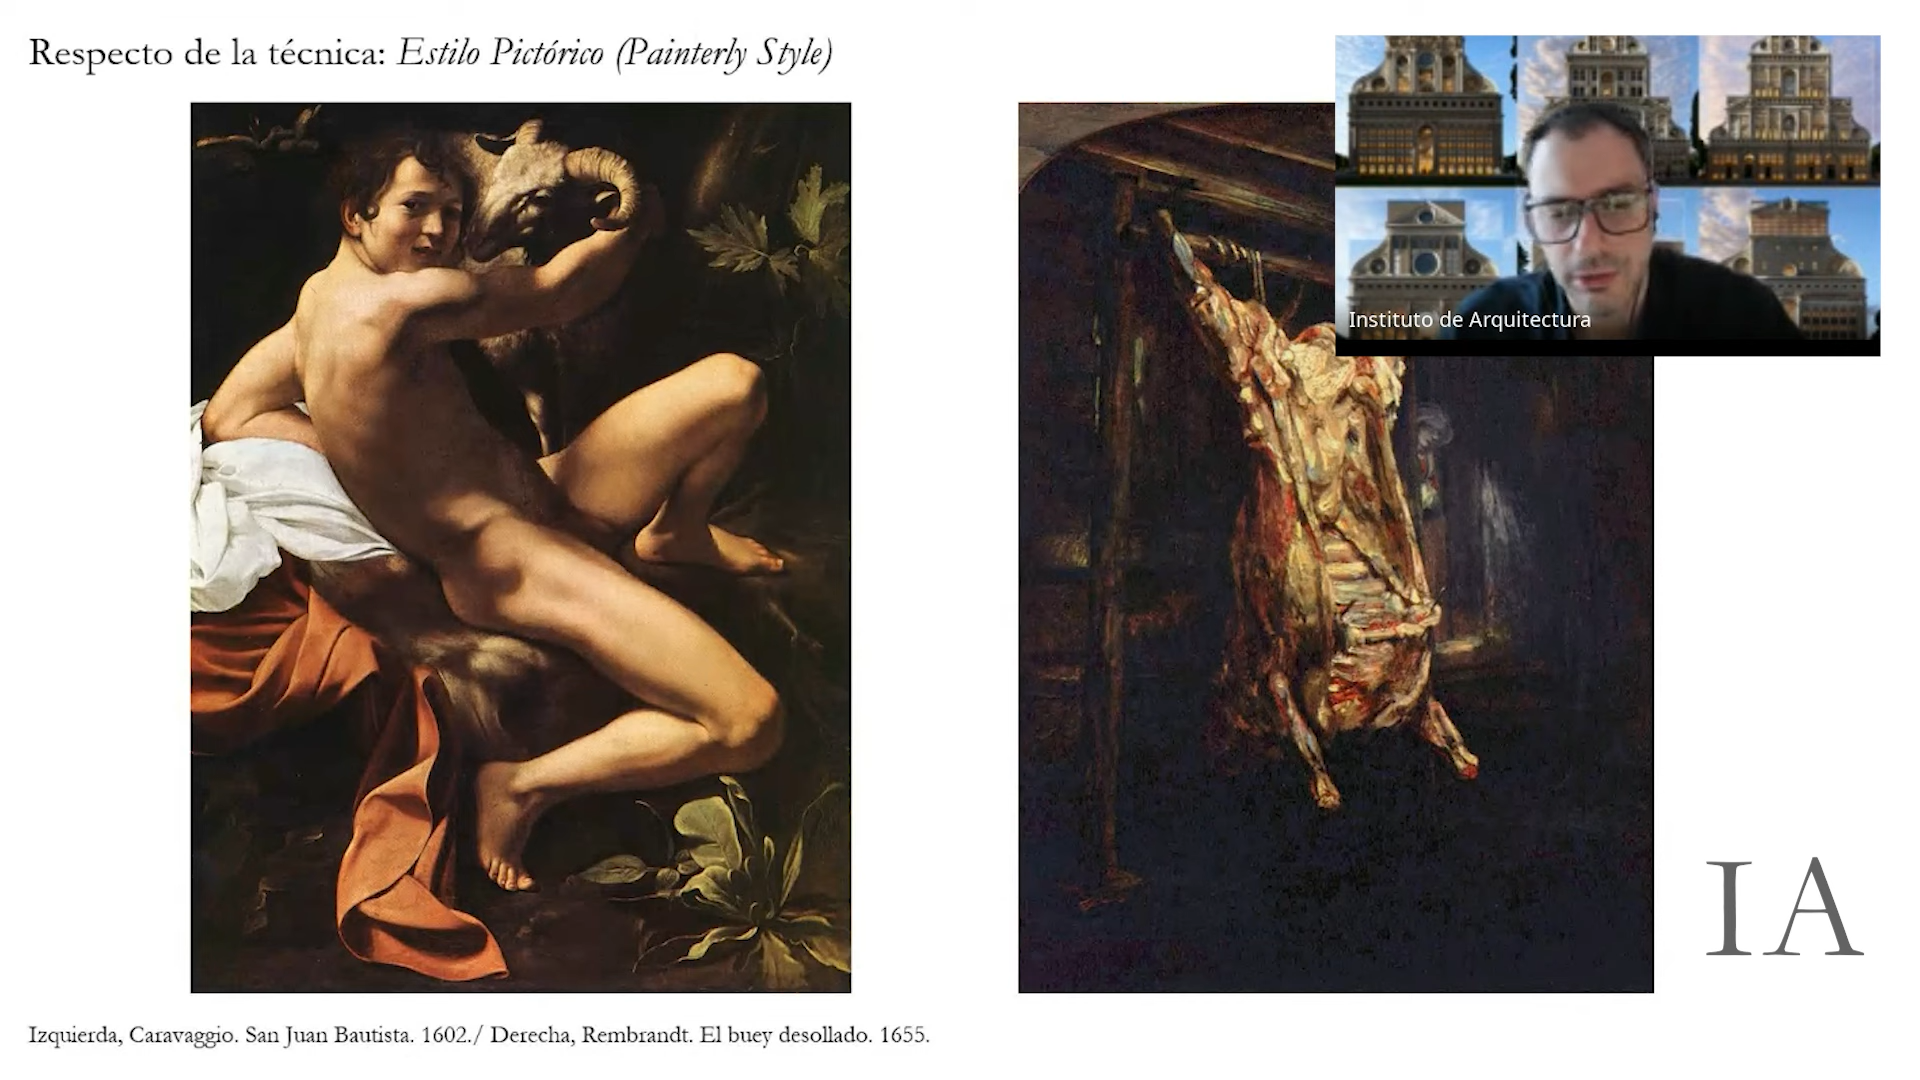 Respecto de la técnica: Estilo Pictórico (Painterly Style)
Instituto de Arquitectura
IA
Izquierda, Caravaggio. San Juan Bautista. 1602./ Derecha, Rembrandt. El buey desollado. 1655.